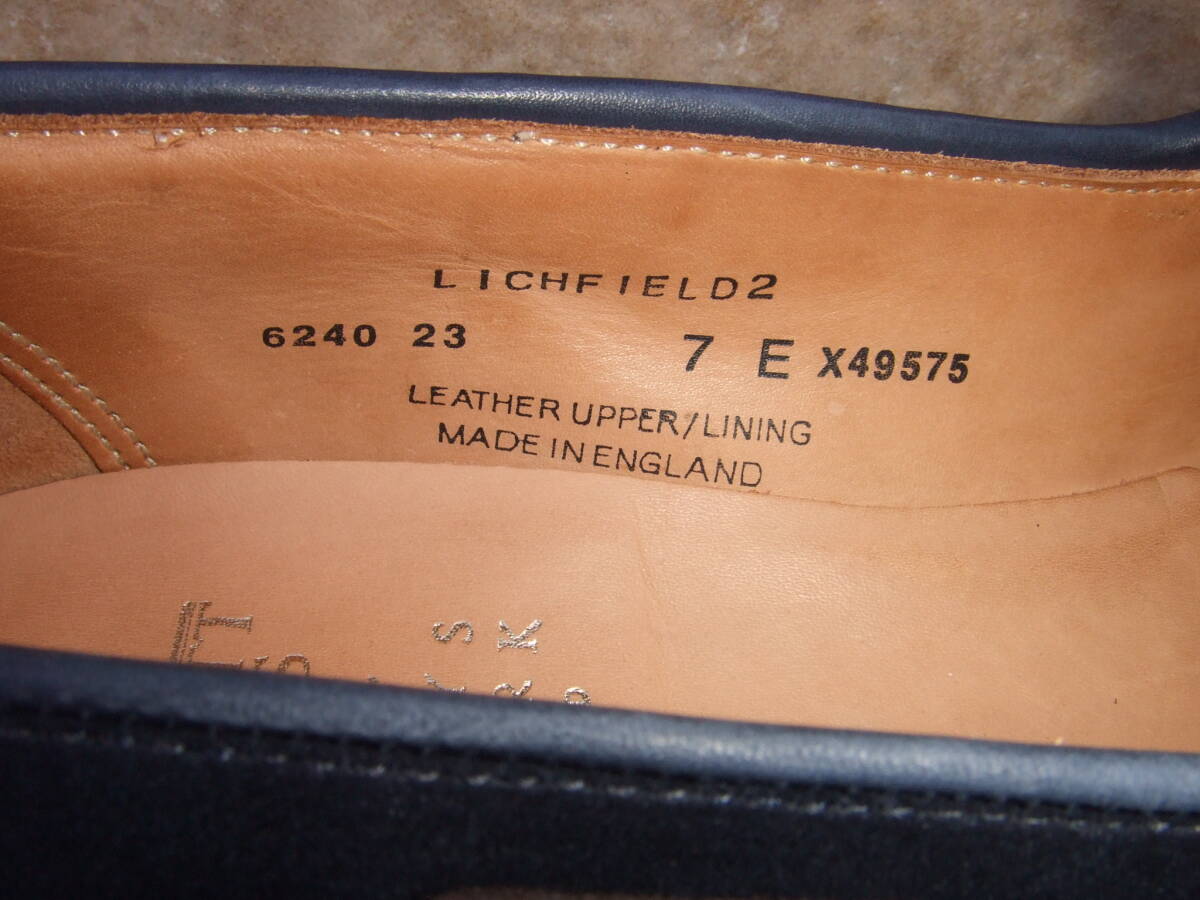 LICHFIELD2
6240 23 7 E X49575
LEATHER UPPER/LINING
MADE IN ENGLAND